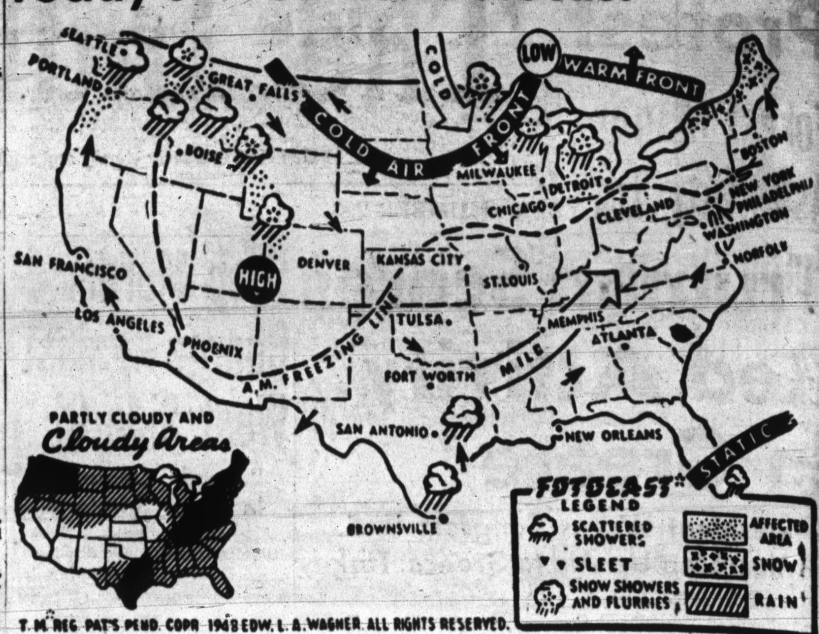 SEATTLE
PORTLAND
GREAT FALLS
BOISE
COLD
LOW
WARM FRONT
COLD AIR FRONT
MILWAUKEE
DETROIT
CHICAGO
CLEVELAND
BOSTON
NEW YORK
PHILADELPHIA
WASHINGTON
NORFOLK
SAN FRANCISCO
LOS ANGELES
HIGH
DENVER
KANSAS CITY
ST. LOUIS
PHOENIX
A.M. FREEZING LINE
TULSA
MEMPHIS
ATLANTA
MILD
FORT WORTH
SAN ANTONIO
NEW ORLEANS
BROWNSVILLE
STATIC
PARTLY CLOUDY AND
Cloudy Areas
FOTOCAST
LEGEND
SCATTERED
SHOWERS
SLEET
SNOW SHOWERS
AND FLURRIES
AFFECTED
AREA
SNOW
RAIN
T. M. REG. PAT'S PEND. COPR 1948 EDW. L. A. WAGNER. ALL RIGHTS RESERVED.